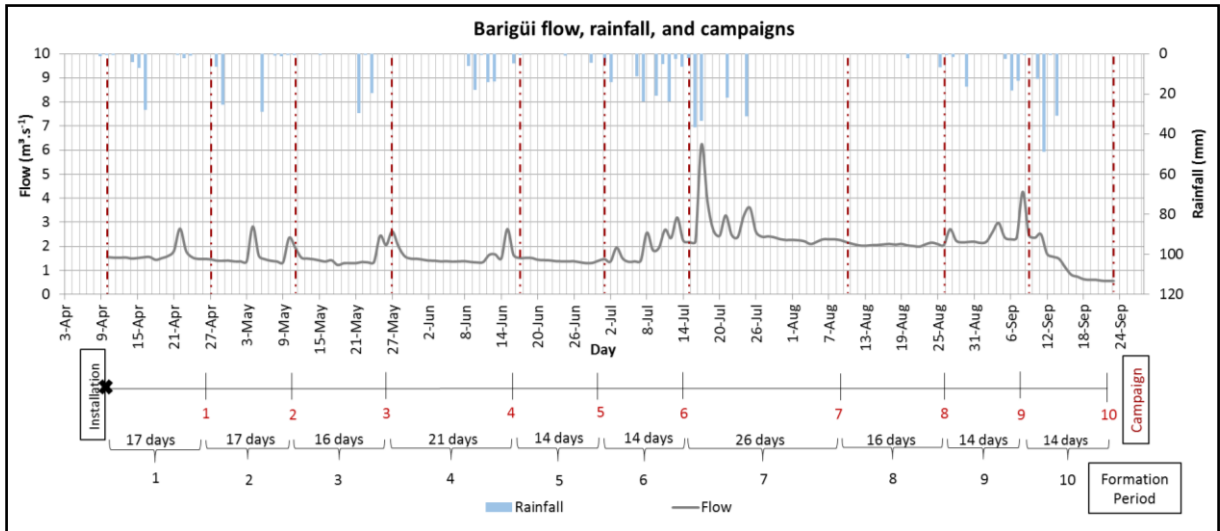 Barigüi flow, rainfall, and campaigns
Flow (m³.s⁻¹)
10
9
8
7
6
5
4
3
2
1
0
Rainfall (mm)
0
20
40
60
80
100
120
3-Apr
9-Apr
15-Apr
21-Apr
27-Apr
3-May
9-May
15-May
21-May
27-May
2-Jun
8-Jun
14-Jun
20-Jun
26-Jun
2-Jul
8-Jul
14-Jul
20-Jul
26-Jul
1-Aug
7-Aug
13-Aug
19-Aug
25-Aug
31-Aug
6-Sep
12-Sep
18-Sep
24-Sep
Day
Installation
1 2 3 4 5 6 7 8 9 10
Campaign
17 days 17 days 16 days 21 days 14 days 14 days 26 days 16 days 14 days 14 days
1 2 3 4 5 6 7 8 9 10
Formation
Period
Rainfall Flow